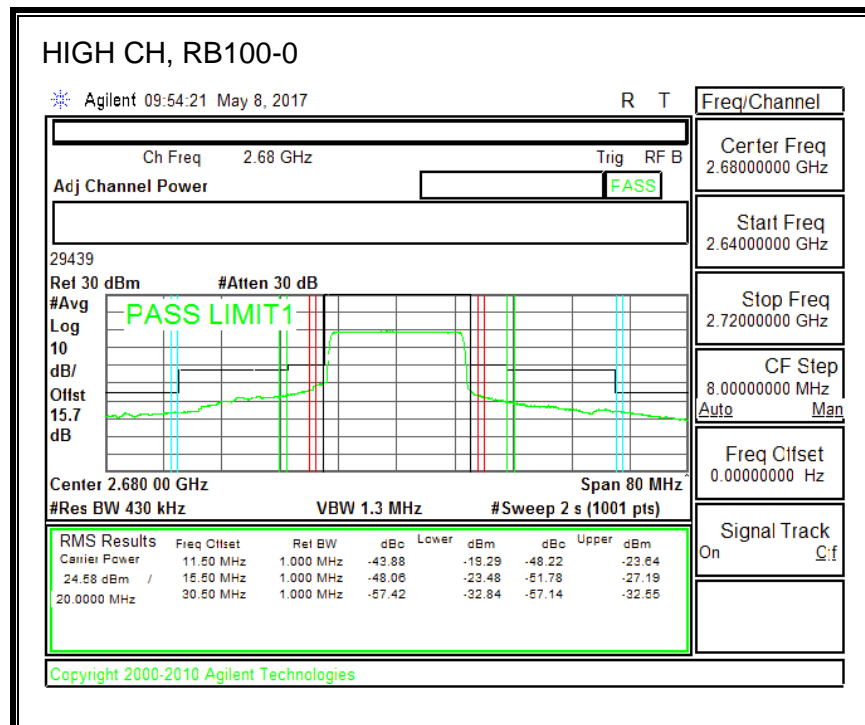 HIGH CH, RB100-0
Agilent 09:54:21 May 8, 2017 R T
Freq/Channel
Ch Freq 2.68 GHz Trig RF B
Adj Channel Power PASS
Center Freq
2.68000000 GHz
Start Freq
2.64000000 GHz
Stop Freq
2.72000000 GHz
CF Step
8.00000000 MHz
Auto Man
Freq Offset
0.00000000 Hz
Signal Track
On Off
29439
Ref 30 dBm #Atten 30 dB
#Avg
Log
10
dB/
Offst
15.7
dB
PASS LIMIT1
Center 2.680 00 GHz Span 80 MHz
#Res BW 430 kHz VBW 1.3 MHz #Sweep 2 s (1001 pts)
RMS Results Freq Offset Ref BW dBc Lower dBm dBc Upper dBm
Carrier Power 11.50 MHz 1.000 MHz -43.88 -19.29 -48.22 -23.64
24.58 dBm / 15.50 MHz 1.000 MHz -48.06 -23.48 -51.78 -27.19
20.0000 MHz 30.50 MHz 1.000 MHz -57.42 -32.84 -57.14 -32.55
Copyright 2000-2010 Agilent Technologies